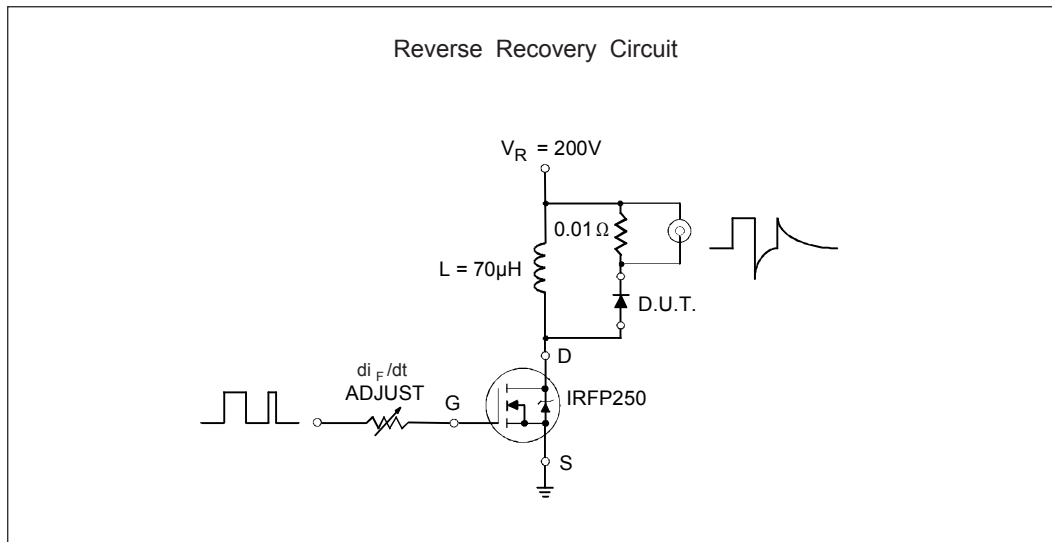 Reverse Recovery Circuit
V_R = 200V
0.01 Ω
L = 70µH
D.U.T.
D
di_F/dt
ADJUST
G
IRFP250
S